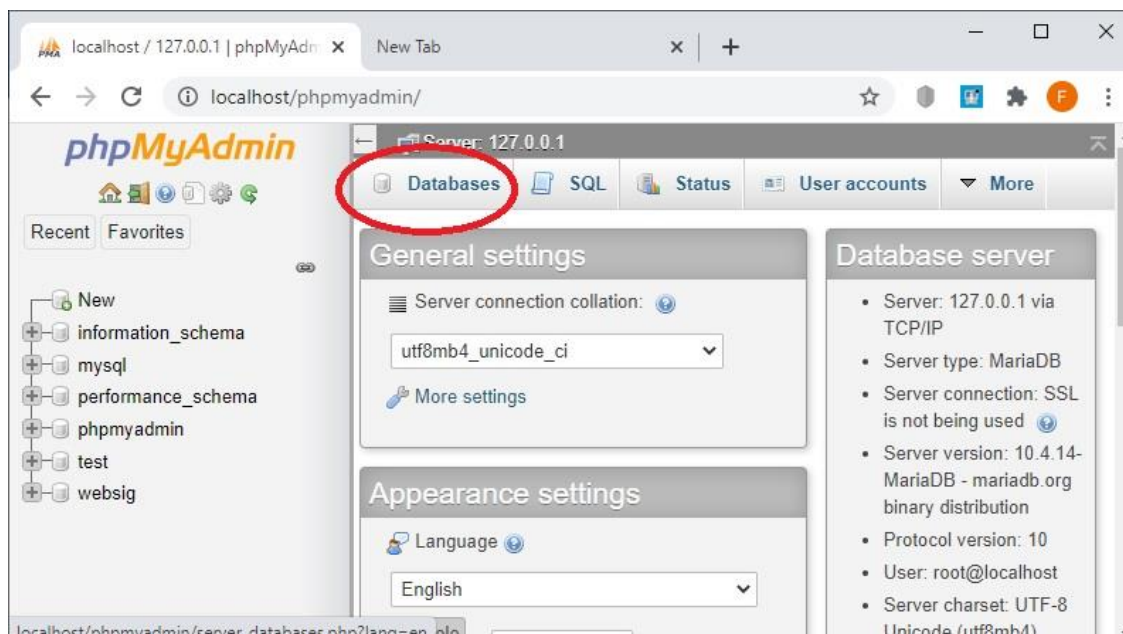 localhost / 127.0.0.1 | phpMyAdm
New Tab
localhost/phpmyadmin/
F
phpMyAdmin
Recent
Favorites
New
information_schema
mysql
performance_schema
phpmyadmin
test
websig
Server: 127.0.0.1
Databases
SQL
Status
User accounts
More
General settings
Server connection collation:
utf8mb4_unicode_ci
More settings
Appearance settings
Language
English
Database server
Server: 127.0.0.1 via
TCP/IP
Server type: MariaDB
Server connection: SSL
is not being used
Server version: 10.4.14-
MariaDB - mariadb.org
binary distribution
Protocol version: 10
User: root@localhost
Server charset: UTF-8
Unicode (utf8mb4)
localhost/phpmyadmin/server_databases.php?lang=en